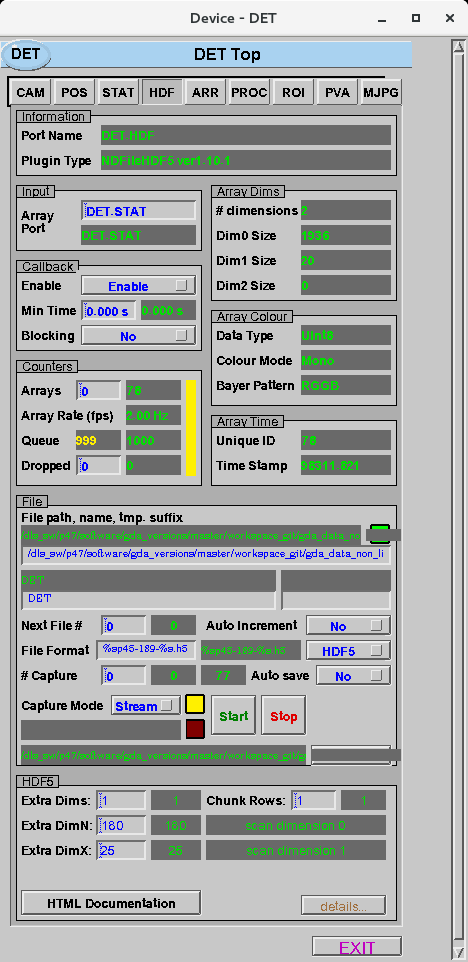 Device - DET
DET DET Top
CAM POS STAT HDF ARR PROC ROI PVA MJPG
Information
Port Name DET.HDF
Plugin Type NDFileHDF5 ver1.10.1
Input
Array Port DET.STAT
DET.STAT
Callback
Enable Enable
Min Time 0.000 s 0.000 s
Blocking No
Counters
Arrays 0 78
Array Rate (fps) 2.00 Hz
Queue 999 1000
Dropped 0 0
Array Dims
# dimensions 2
Dim0 Size 1936
Dim1 Size 20
Dim2 Size 0
Array Colour
Data Type UInt8
Colour Mode Mono
Bayer Pattern RGGB
Array Time
Unique ID 78
Time Stamp 98311.821
File
File path, name, tmp. suffix
/dls_sw/p47/software/gda_versions/master/workspace_git/gda_data_no
/dls_sw/p47/software/gda_versions/master/workspace_git/gda_data_non_li
DET
DET
Next File # 0 0 Auto Increment No
File Format %sp45-189-%s.h5 %sp45-189-%s.h5 HDF5
# Capture 0 0 77 Auto save No
Capture Mode Stream Start Stop
/dls_sw/p47/software/gda_versions/master/workspace_git/g
HDF5
Extra Dims: 1 1 Chunk Rows: 1 1
Extra DimN: 180 180 scan dimension 0
Extra DimX: 25 25 scan dimension 1
HTML Documentation details...
EXIT